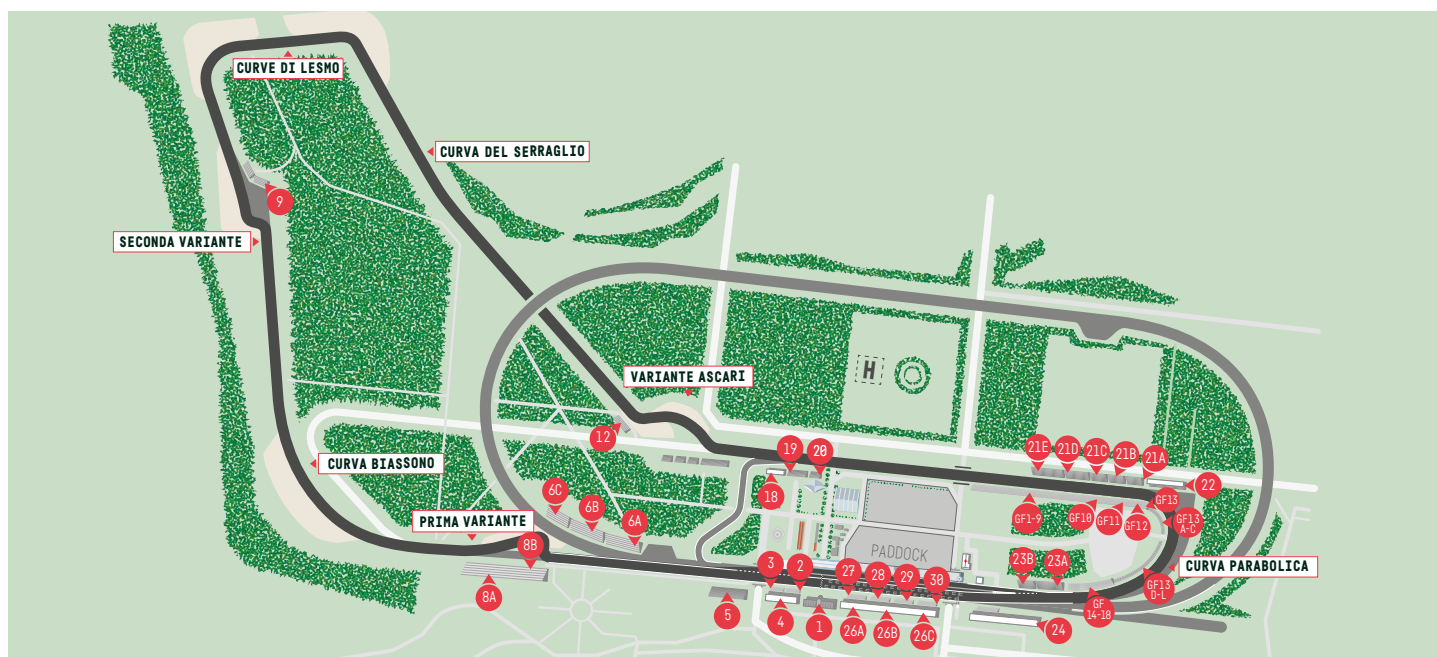 CURVE DI LESMO
CURVA DEL SERRAGLIO
9
SECONDA VARIANTE
H
VARIANTE ASCARI
12
19
20
21E
21D
21C
21B
21A
CURVA BIASSONO
18
22
6C
6B
6A
GF1-9
GF10
GF11
GF12
GF13
GF13
A-C
PRIMA VARIANTE
8B
PADDOCK
3
2
27
28
29
30
23B
23A
CURVA PARABOLICA
8A
5
4
1
26A
26B
26C
GF13
D-L
GF
14-18
24